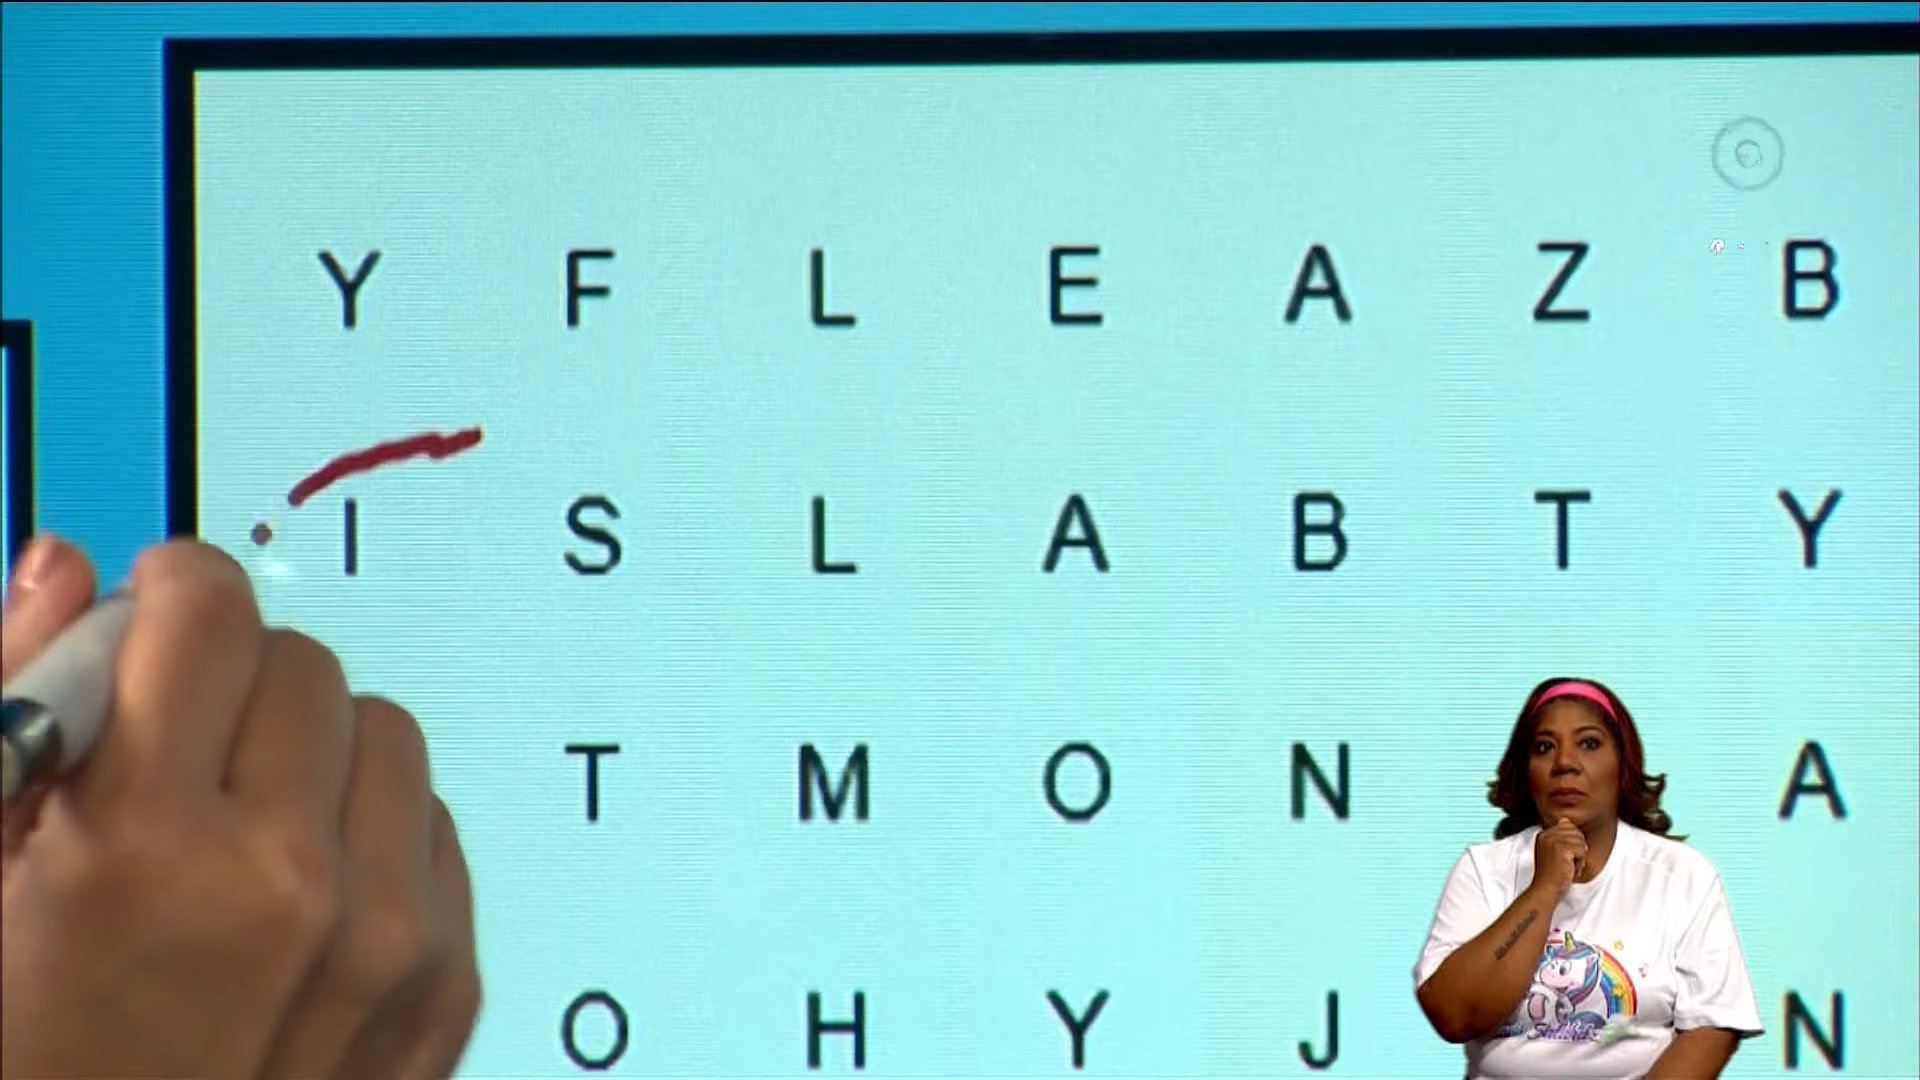 Y F L E A Z B
I S L A B T Y
T M O N A
O H Y J N